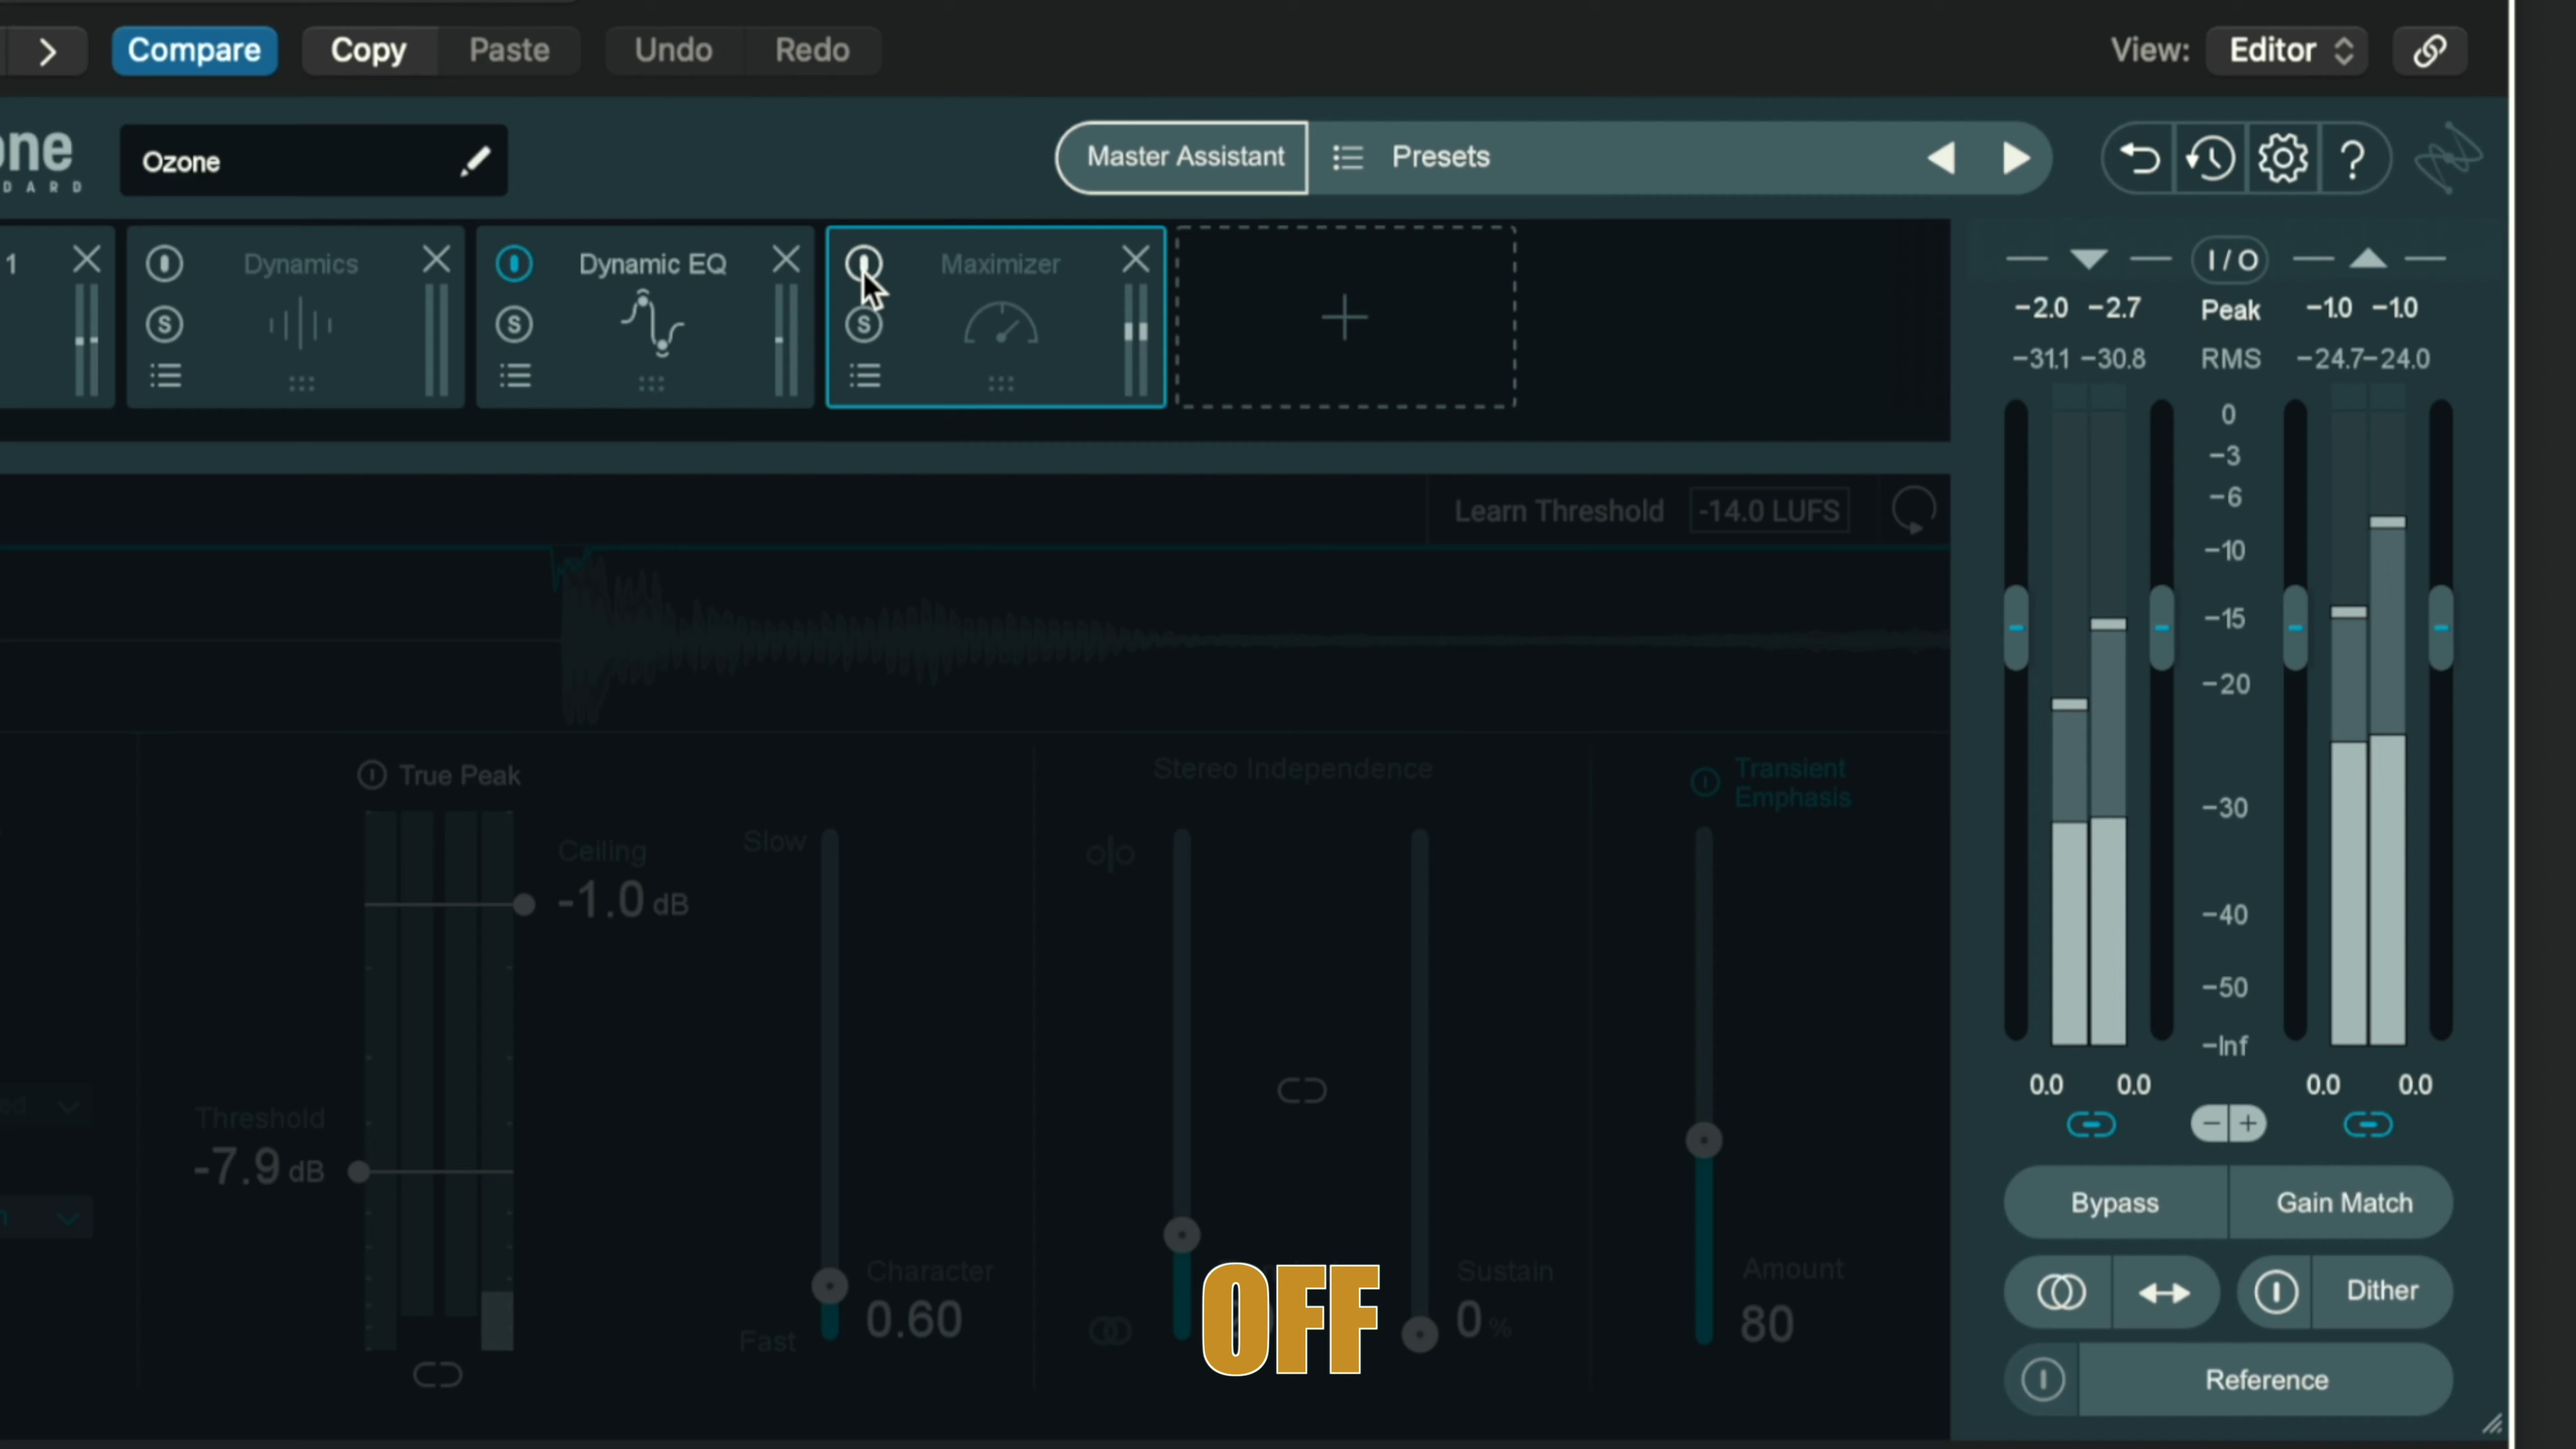 Compare Copy Paste Undo Redo View: Editor
one
DARD
Ozone
Master Assistant Presets
?
1 Dynamics Dynamic EQ Maximizer
S S S
I / O
-2.0 -2.7 Peak -1.0 -1.0
-31.1 -30.8 RMS -24.7 -24.0
Learn Threshold -14.0 LUFS
0
-3
-6
-10
-15
-20
-30
-40
-50
-Inf
0.0 0.0 0.0 0.0
True Peak
Stereo Independence
Transient
Emphasis
Ceiling
-1.0 dB
Slow
Threshold
-7.9 dB
Character
0.60
Fast
Sustain
0 %
Amount
80
OFF
Bypass Gain Match
Dither
Reference